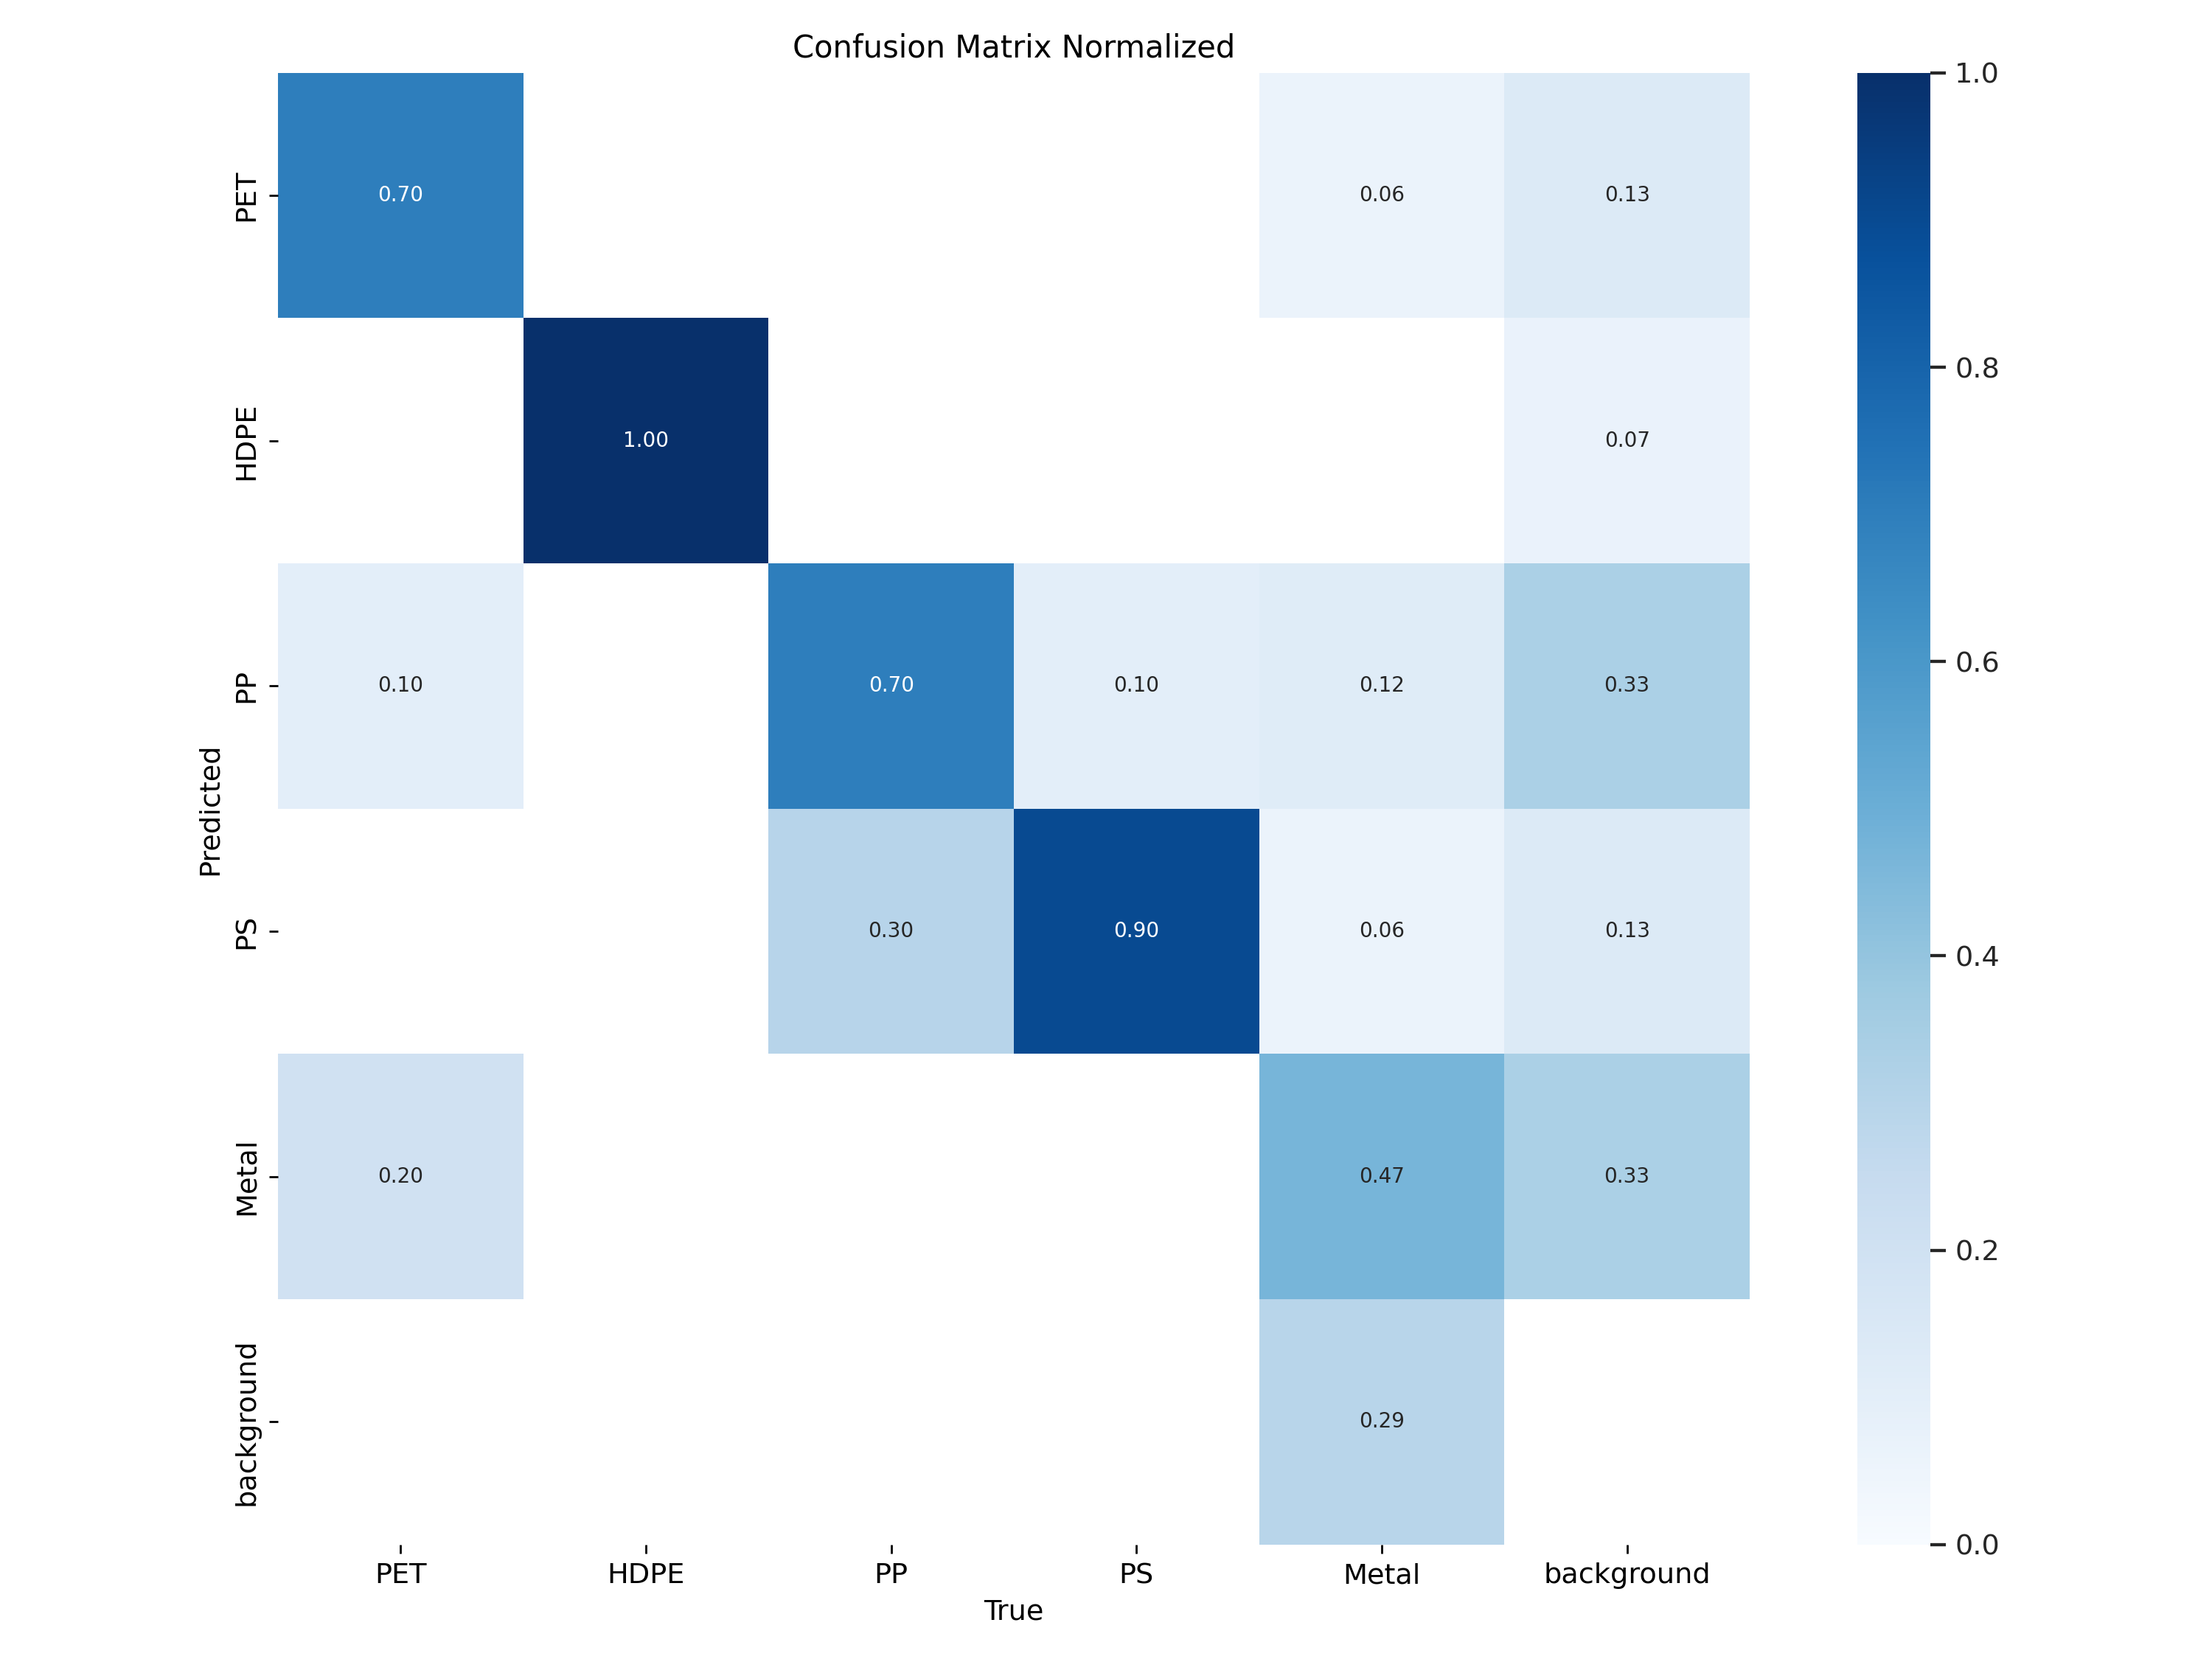 Confusion Matrix Normalized
PET
0.70
0.06
0.13
HDPE
1.00
0.07
PP
0.10
0.70
0.10
0.12
0.33
PS
0.30
0.90
0.06
0.13
Metal
0.20
0.47
0.33
background
0.29
Predicted
PET
HDPE
PP
PS
Metal
background
True
1.0
0.8
0.6
0.4
0.2
0.0